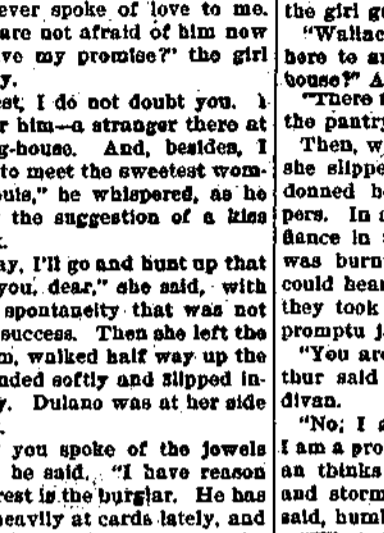 ever spoke of love to me.
are not afraid of him now
ve my promise?" the girl
y.
est, I do not doubt you. I
r him—a stranger there at
g-house. And, besides, I
to meet the sweetest wom-
ouis," he whispered, as he
the suggestion of a kiss
ay, I'll go and hunt up that
you, dear," she said, with
spontaneity that was not
success. Then she left the
m, walked half way up the
nded softly and slipped in-
y. Dulano was at her side
you spoke of the jewels
he said, "I have reason
rest is the burglar. He has
heavily at cards lately, and
the girl g
"Wallac
here to a
house?" A
"There
the pantr
Then, w
she slippe
donned h
pers. In a
fiance in
was burn
could hear
they took
promptu j
"You are
thur said
divan.
"No; I a
I am a pro
an thinks
and storm
said, huml